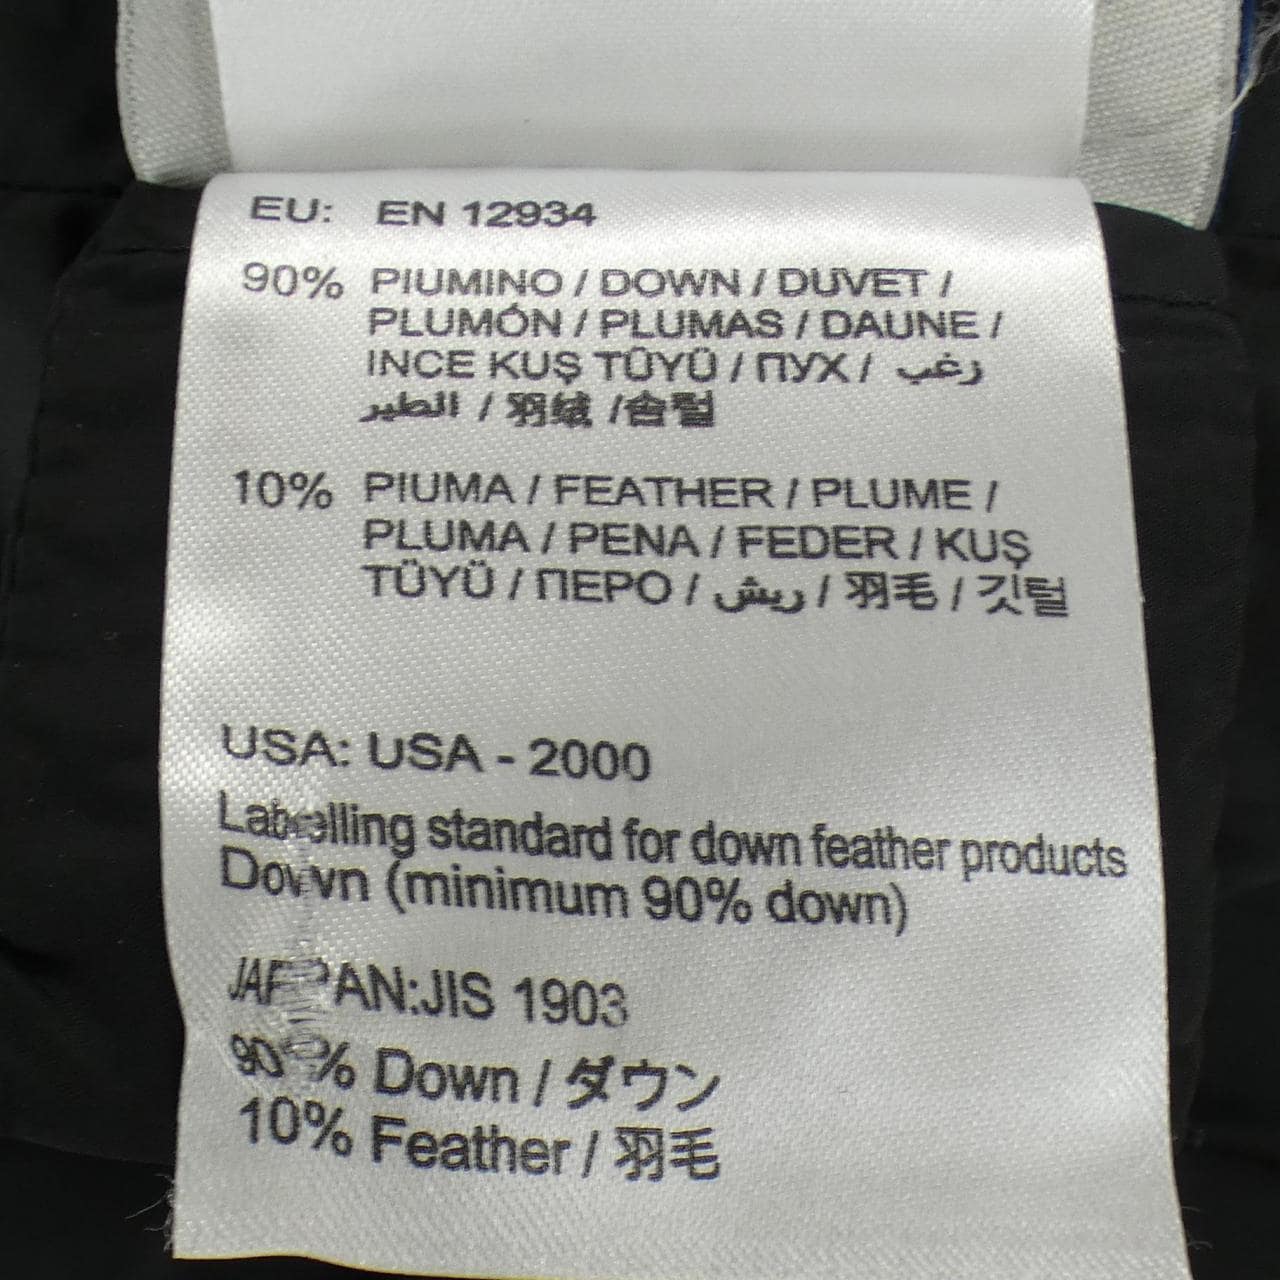 EU: EN 12934
90% PIUMINO / DOWN / DUVET /
PLUMÓN / PLUMAS / DAUNE /
INCE KUŞ TÜYÜ / ПУХ / زغب
الطير / 羽绒 /솜털
10% PIUMA / FEATHER / PLUME /
PLUMA / PENA / FEDER / KUŞ
TÜYÜ / ПЕРО / ريش / 羽毛 / 깃털
USA: USA - 2000
Labelling standard for down feather products
Down (minimum 90% down)
JAPAN:JIS 1903
90% Down / ダウン
10% Feather / 羽毛